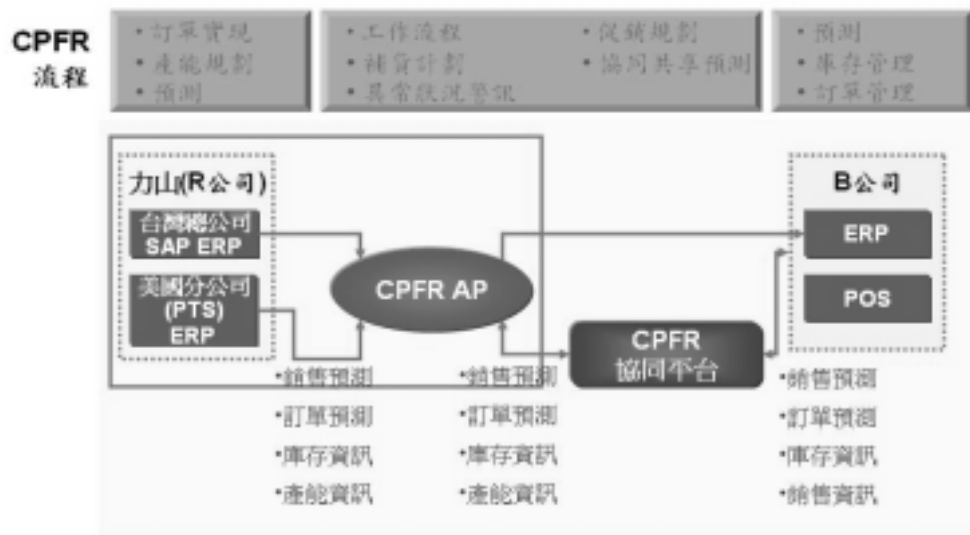 CPFR
流程
•訂單實現
•產能規劃
•預測
•工作流程
•補貨計劃
•異常狀況警訊
•促銷規劃
•協同共享預測
•預測
•庫存管理
•訂單管理
力山(R公司)
台灣總公司
SAP ERP
美國分公司
(PTS)
ERP
CPFR AP
CPFR
協同平台
B公司
ERP
POS
•銷售預測
•訂單預測
•庫存資訊
•產能資訊
•銷售預測
•訂單預測
•庫存資訊
•產能資訊
•銷售預測
•訂單預測
•庫存資訊
•銷售資訊